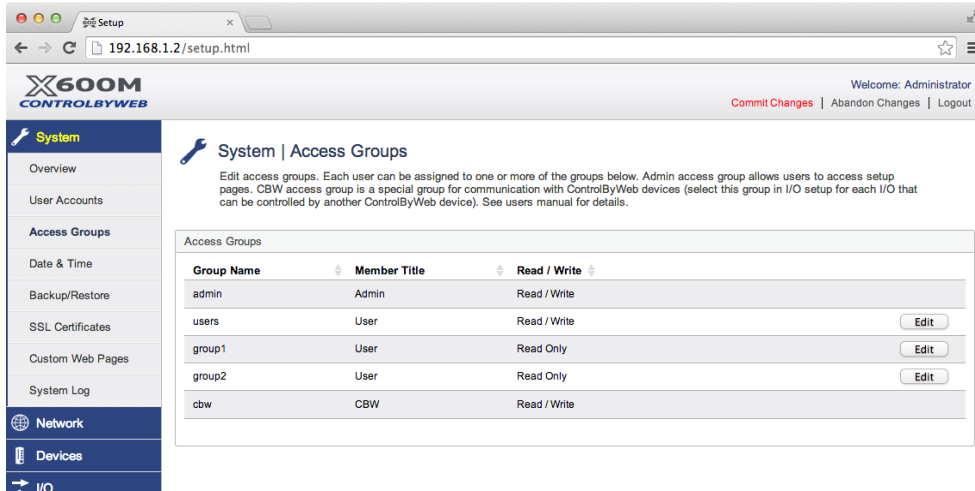 Setup
192.168.1.2/setup.html
X600M
CONTROLBYWEB
Welcome: Administrator
Commit Changes | Abandon Changes | Logout
System
Overview
User Accounts
Access Groups
Date & Time
Backup/Restore
SSL Certificates
Custom Web Pages
System Log
Network
Devices
I/O
System | Access Groups
Edit access groups. Each user can be assigned to one or more of the groups below. Admin access group allows users to access setup
pages. CBW access group is a special group for communication with ControlByWeb devices (select this group in I/O setup for each I/O that
can be controlled by another ControlByWeb device). See users manual for details.
Access Groups
Group Name Member Title Read / Write
admin Admin Read / Write
users User Read / Write Edit
group1 User Read Only Edit
group2 User Read Only Edit
cbw CBW Read / Write